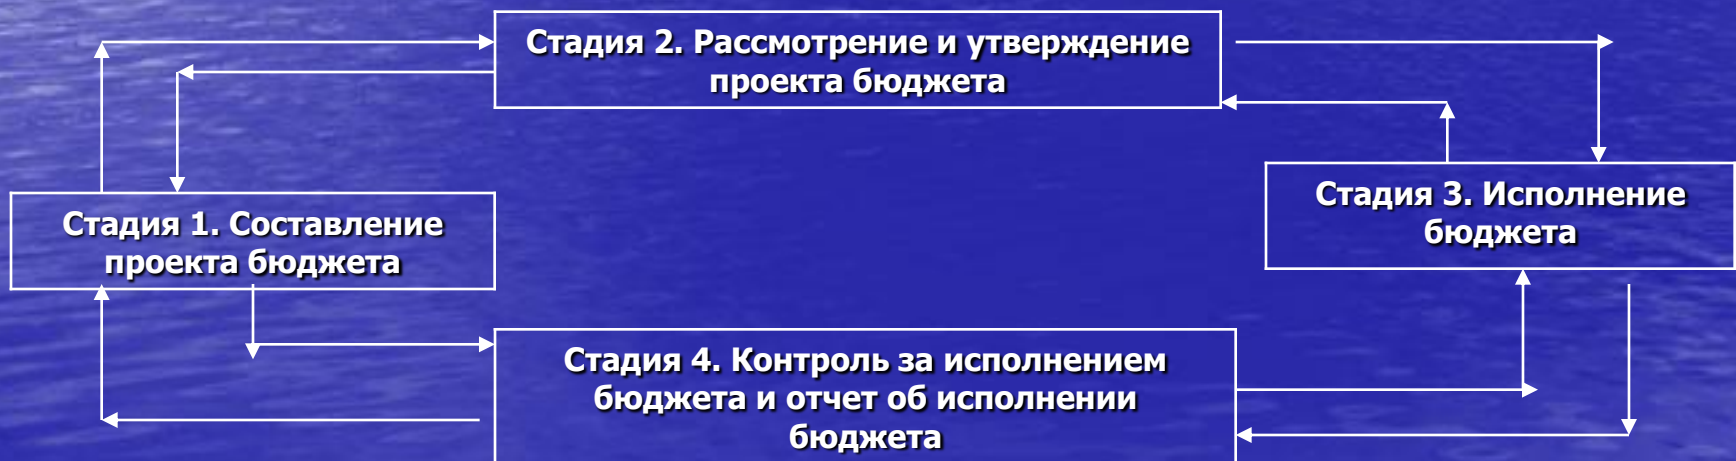 Стадия 2. Рассмотрение и утверждение
проекта бюджета
Стадия 1. Составление
проекта бюджета
Стадия 3. Исполнение
бюджета
Стадия 4. Контроль за исполнением
бюджета и отчет об исполнении
бюджета